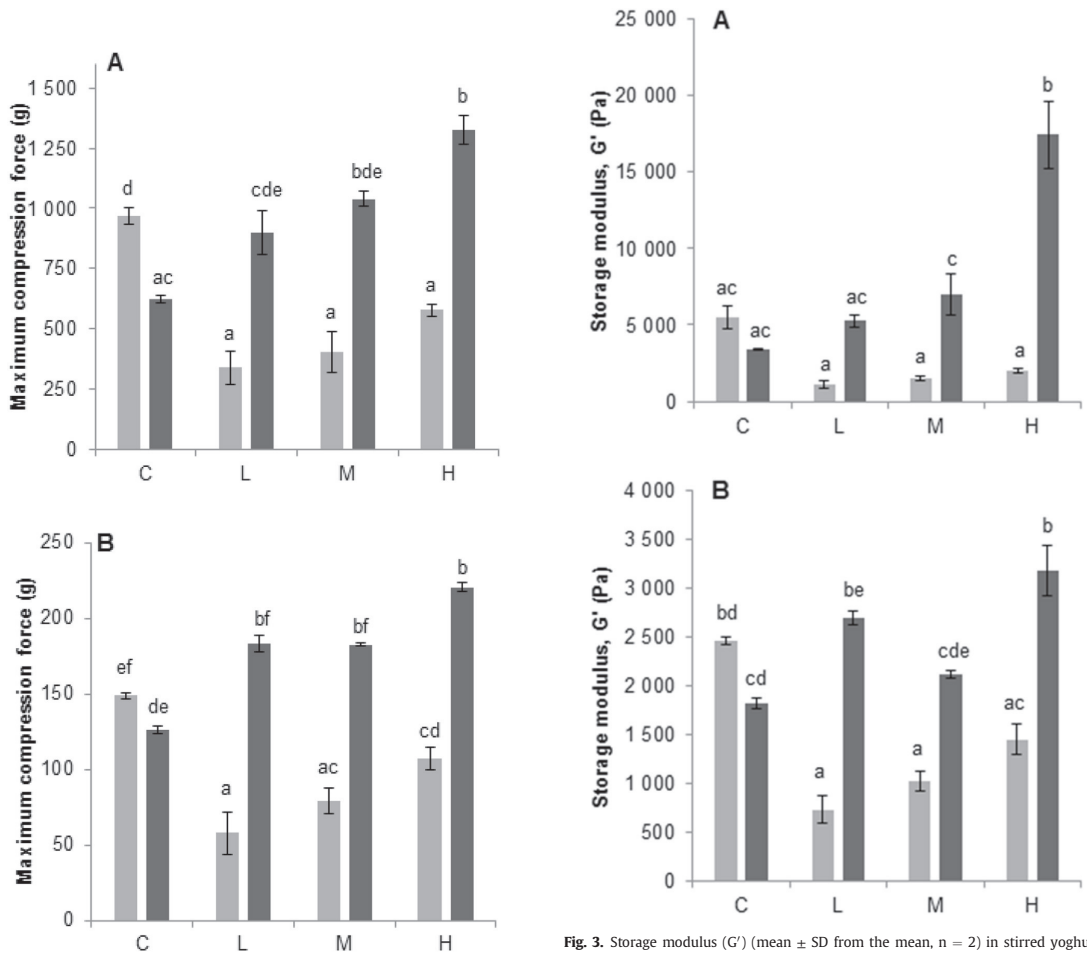 A
Maximum compression force (g)
1 500
1 250
1 000
750
500
250
0
d
ac
a
cde
a
bde
a
b
C L M H
B
Maximum compression force (g)
250
200
150
100
50
0
ef
de
a
bf
ac
bf
cd
b
C L M H
A
Storage modulus, G' (Pa)
25 000
20 000
15 000
10 000
5 000
0
ac
ac
a
ac
a
c
a
b
C L M H
B
Storage modulus, G' (Pa)
4 000
3 500
3 000
2 500
2 000
1 500
1 000
500
0
bd
cd
a
be
a
cde
ac
b
C L M H
Fig. 3. Storage modulus (G′) (mean ± SD from the mean, n = 2) in stirred